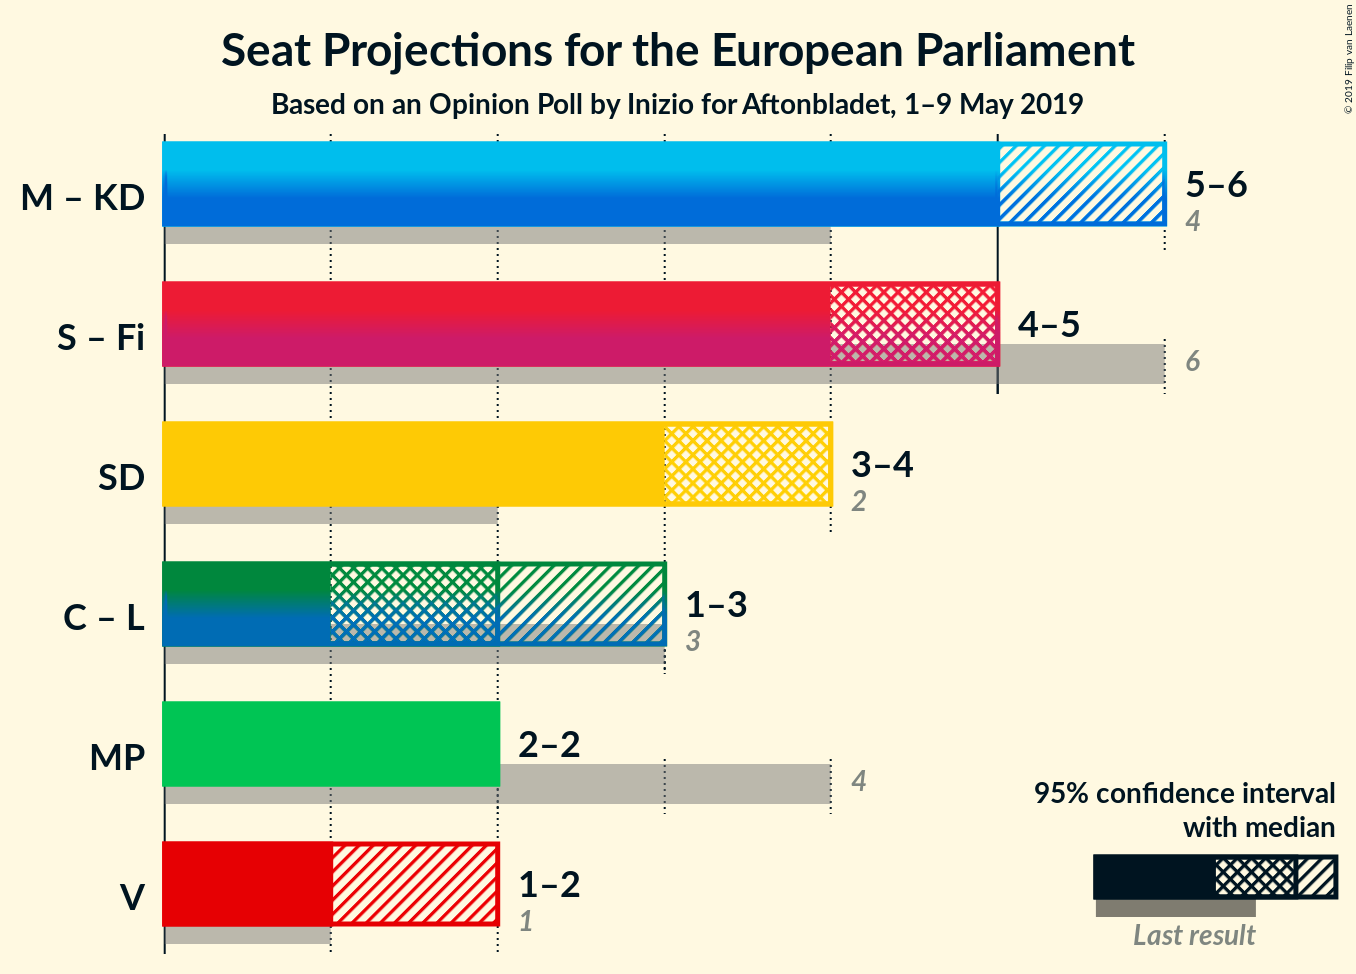 Seat Projections for the European Parliament
Based on an Opinion Poll by Inizio for Aftonbladet, 1–9 May 2019
© 2019 Filip van Laenen
M – KD
5–6
4
S – Fi
4–5
6
SD
3–4
2
C – L
1–3
3
MP
2–2
4
V
1–2
1
95% confidence interval
with median
Last result